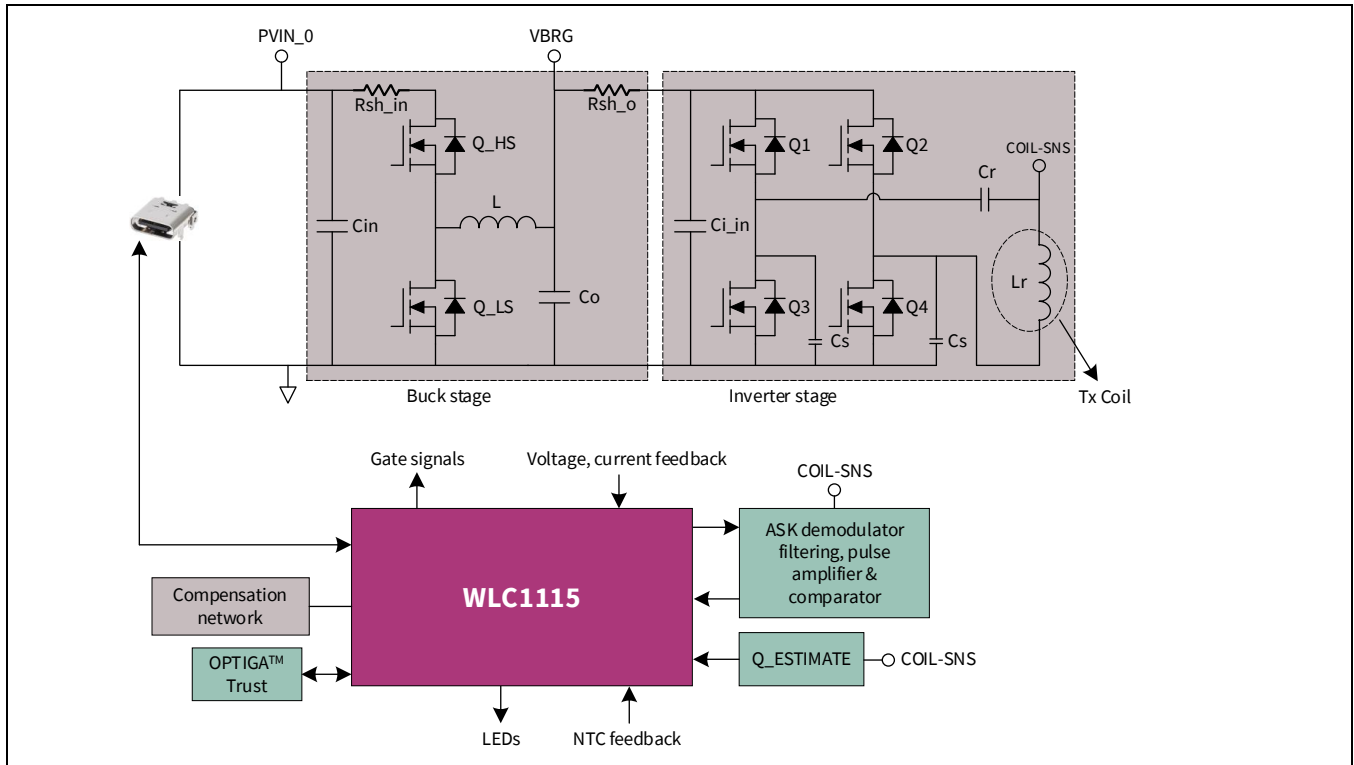 PVIN_0
VBRG
Rsh_in
Rsh_o
Q_HS
Q1
Q2
COIL-SNS
Cr
L
Cin
Ci_in
Lr
Q_LS
Co
Q3
Q4
Cs
Cs
Buck stage
Inverter stage
Tx Coil
Gate signals
Voltage, current feedback
COIL-SNS
ASK demodulator
filtering, pulse
amplifier &
comparator
WLC1115
Compensation
network
OPTIGA™
Trust
Q_ESTIMATE
COIL-SNS
LEDs
NTC feedback